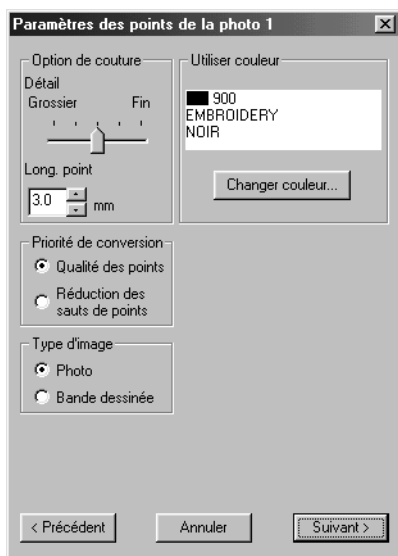 Paramètres des points de la photo 1
Option de couture
Détail
Grossier Fin
Long. point
3.0 mm
Utiliser couleur
900
EMBROIDERY
NOIR
Changer couleur...
Priorité de conversion
Qualité des points
Réduction des
sauts de points
Type d'image
Photo
Bande dessinée
< Précédent Annuler Suivant >